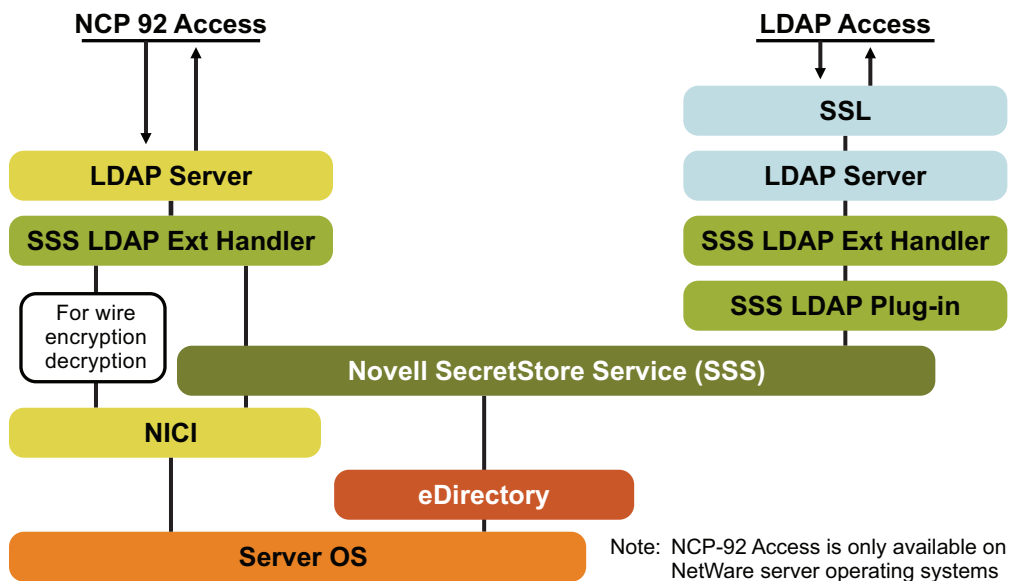 NCP 92 Access
LDAP Access
SSL
LDAP Server
LDAP Server
SSS LDAP Ext Handler
SSS LDAP Ext Handler
For wire
encryption
decryption
SSS LDAP Plug-in
Novell SecretStore Service (SSS)
NICI
eDirectory
Server OS
Note: NCP-92 Access is only available on
NetWare server operating systems